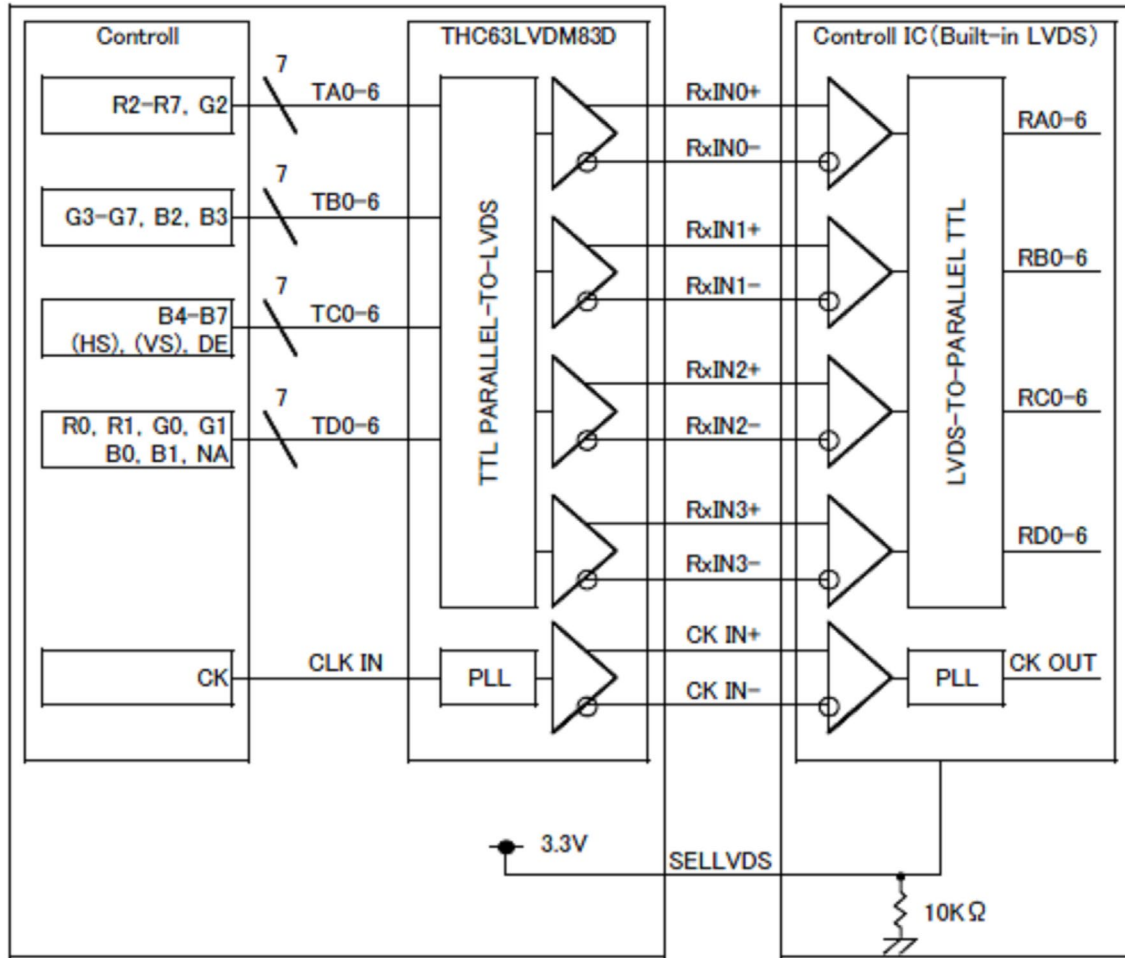 Controll
THC63LVDM83D
Controll IC(Built-in LVDS)
R2-R7, G2
7
TA0-6
RxIN0+
RxIN0-
RA0-6
G3-G7, B2, B3
7
TB0-6
RxIN1+
RxIN1-
RB0-6
B4-B7
(HS), (VS), DE
7
TC0-6
RxIN2+
RxIN2-
RC0-6
R0, R1, G0, G1
B0, B1, NA
7
TD0-6
RxIN3+
RxIN3-
RD0-6
TTL PARALLEL-TO-LVDS
LVDS-TO-PARALLEL TTL
CK
CLK IN
PLL
CK IN+
CK IN-
PLL
CK OUT
3.3V
SELLVDS
10KΩ